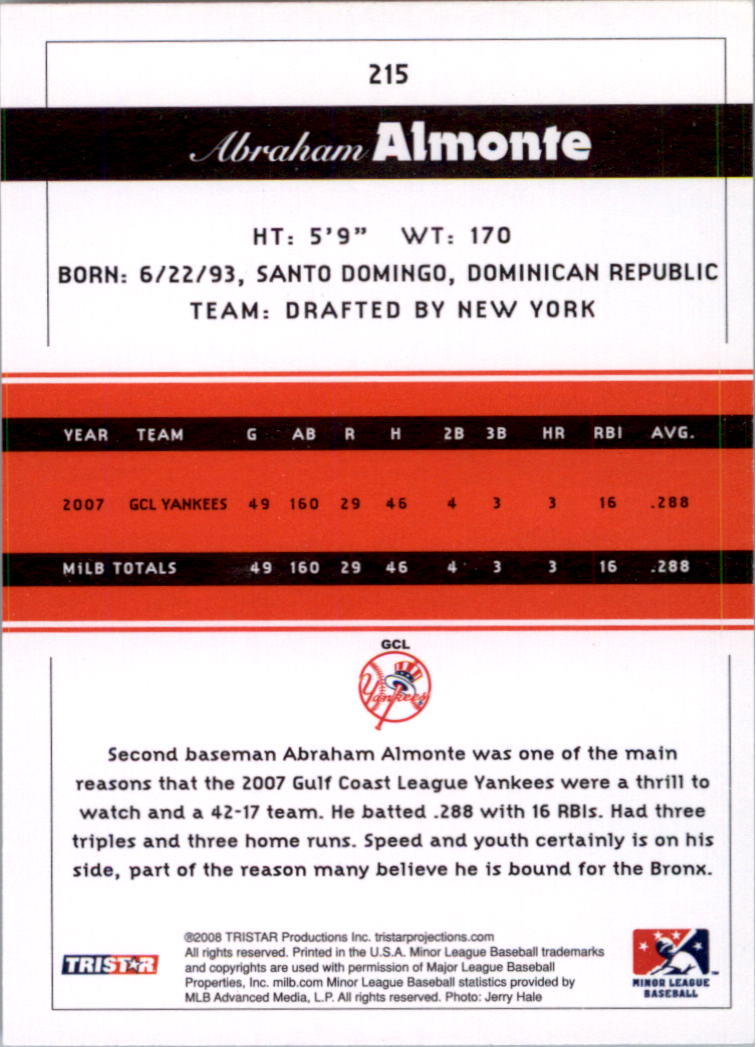 215
Abraham Almonte
HT: 5'9" WT: 170
BORN: 6/22/93, SANTO DOMINGO, DOMINICAN REPUBLIC
TEAM: DRAFTED BY NEW YORK
YEAR TEAM G AB R H 2B 3B HR RBI AVG.
2007 GCL YANKEES 49 160 29 46 4 3 3 16 .288
MiLB TOTALS 49 160 29 46 4 3 3 16 .288
GCL
Yankees
Second baseman Abraham Almonte was one of the main
reasons that the 2007 Gulf Coast League Yankees were a thrill to
watch and a 42-17 team. He batted .288 with 16 RBIs. Had three
triples and three home runs. Speed and youth certainly is on his
side, part of the reason many believe he is bound for the Bronx.
®2008 TRISTAR Productions Inc. tristarprojections.com
All rights reserved. Printed in the U.S.A. Minor League Baseball trademarks
and copyrights are used with permission of Major League Baseball
Properties, Inc. milb.com Minor League Baseball statistics provided by
MLB Advanced Media, L.P. All rights reserved. Photo: Jerry Hale
TRISTAR
MINOR LEAGUE
BASEBALL